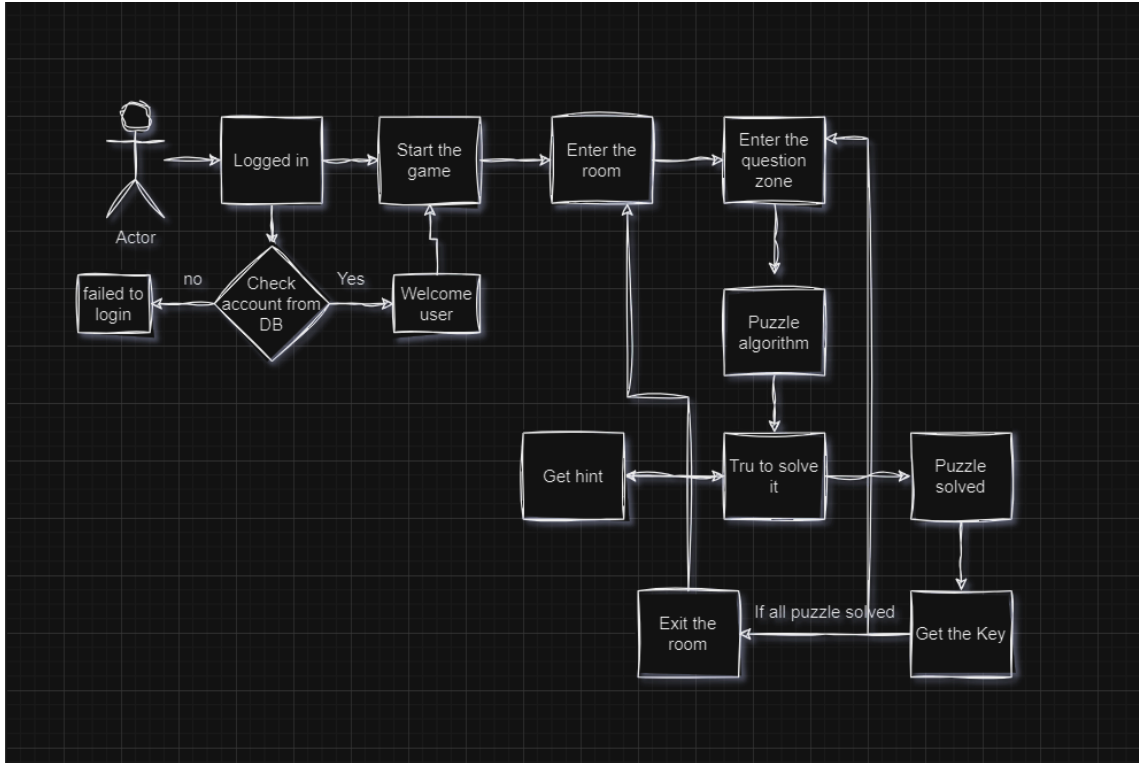 Logged in
Start the
game
Enter the
room
Enter the
question
zone
Actor
no
Yes
failed to
login
Check
account from
DB
Welcome
user
Puzzle
algorithm
Get hint
Tru to solve
it
Puzzle
solved
If all puzzle solved
Exit the
room
Get the Key